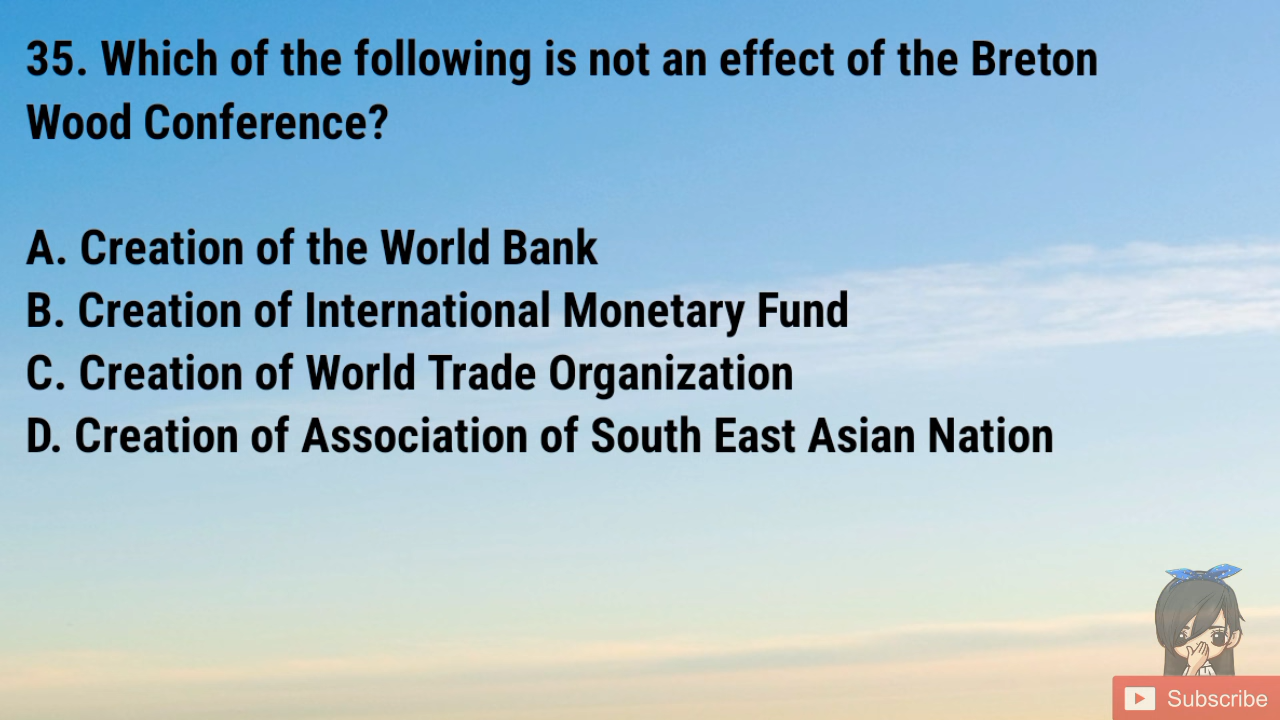 35. Which of the following is not an effect of the Breton
Wood Conference?
A. Creation of the World Bank
B. Creation of International Monetary Fund
C. Creation of World Trade Organization
D. Creation of Association of South East Asian Nation
Subscribe